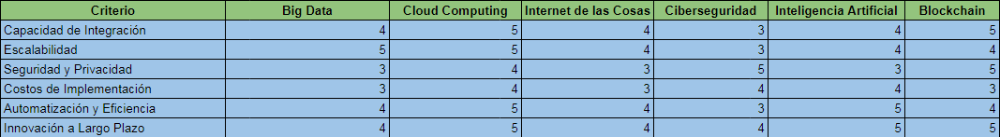 Criterio Big Data Cloud Computing Internet de las Cosas Ciberseguridad Inteligencia Artificial Blockchain
Capacidad de Integración 4 5 4 3 4 5
Escalabilidad 5 5 4 3 4 4
Seguridad y Privacidad 3 4 3 5 3 5
Costos de Implementación 3 4 3 4 4 3
Automatización y Eficiencia 4 5 4 3 5 4
Innovación a Largo Plazo 4 5 4 4 5 5